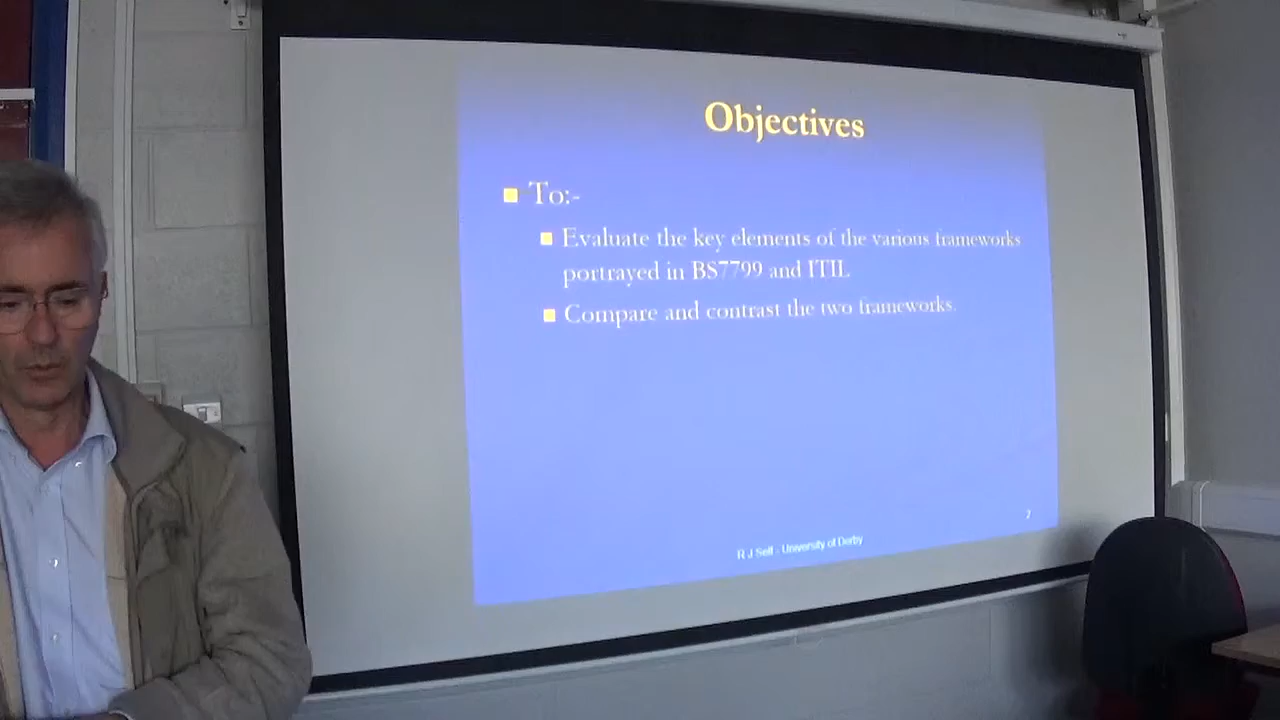 Objectives
To:-
Evaluate the key elements of the various frameworks
portrayed in BS7799 and ITIL
Compare and contrast the two frameworks.
2
R J Self - University of Derby